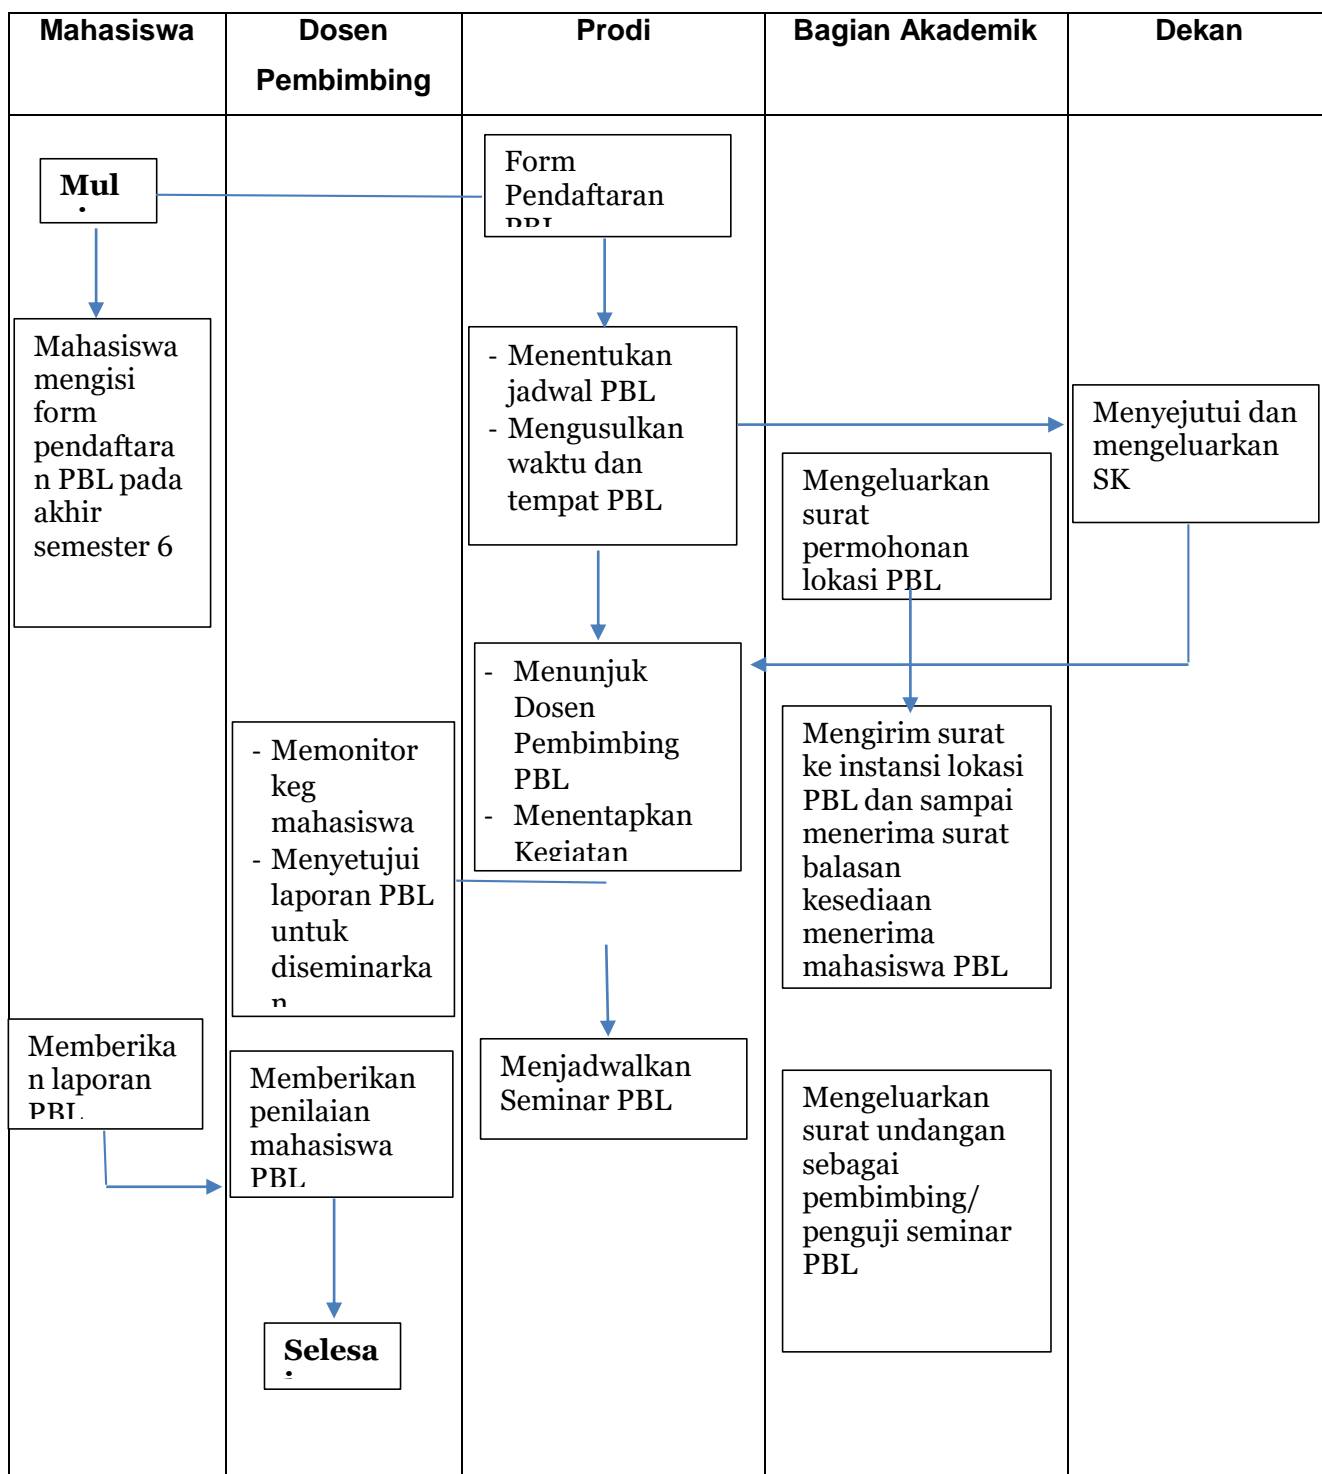 Mahasiswa
Dosen
Pembimbing
Prodi
Bagian Akademik
Dekan
Mul
Form
Pendaftaran
PBL
Mahasiswa
mengisi
form
pendaftara
n PBL pada
akhir
semester 6
- Menentukan
jadwal PBL
- Mengusulkan
waktu dan
tempat PBL
Menyejutui dan
mengeluarkan
SK
Mengeluarkan
surat
permohonan
lokasi PBL
- Menunjuk
Dosen
Pembimbing
PBL
- Menentapkan
Kegiatan
- Memonitor
keg
mahasiswa
- Menyetujui
laporan PBL
untuk
diseminarka
n
Mengirim surat
ke instansi lokasi
PBL dan sampai
menerima surat
balasan
kesediaan
menerima
mahasiswa PBL
Memberika
n laporan
PBL
Memberikan
penilaian
mahasiswa
PBL
Menjadwalkan
Seminar PBL
Mengeluarkan
surat undangan
sebagai
pembimbing/
penguji seminar
PBL
Selesa
i